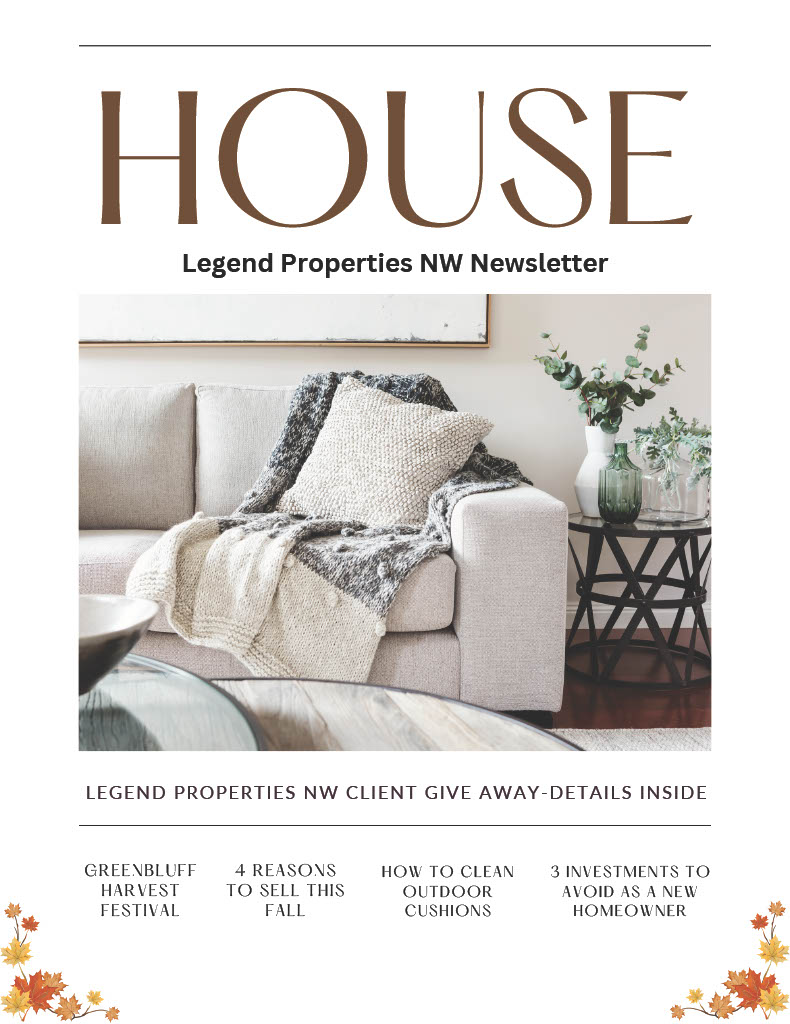 HOUSE
Legend Properties NW Newsletter
LEGEND PROPERTIES NW CLIENT GIVE AWAY-DETAILS INSIDE
GREENBLUFF
HARVEST
FESTIVAL
4 REASONS
TO SELL THIS
FALL
HOW TO CLEAN
OUTDOOR
CUSHIONS
3 INVESTMENTS TO
AVOID AS A NEW
HOMEOWNER